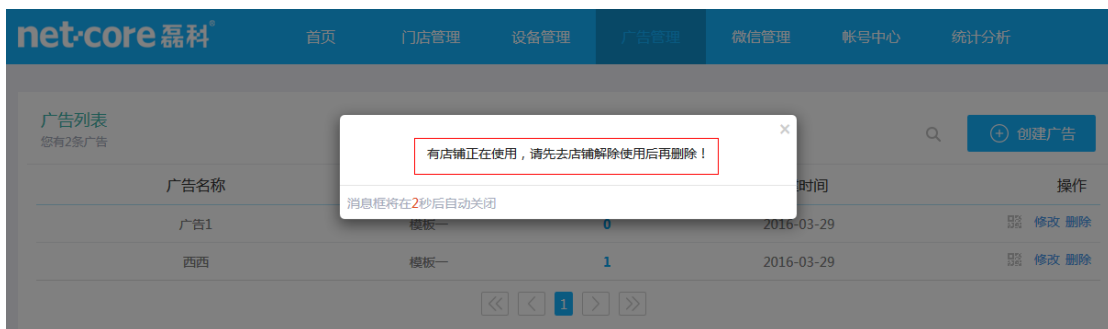 net·core磊科 首页 门店管理 设备管理 广告管理 微信管理 帐号中心 统计分析
广告列表
您有2条广告
创建广告
×
有店铺正在使用，请先去店铺解除使用后再删除！
消息框将在2秒后自动关闭
广告名称 时间 操作
广告1 模板一 0 2016-03-29 修改 删除
西西 模板一 1 2016-03-29 修改 删除
1